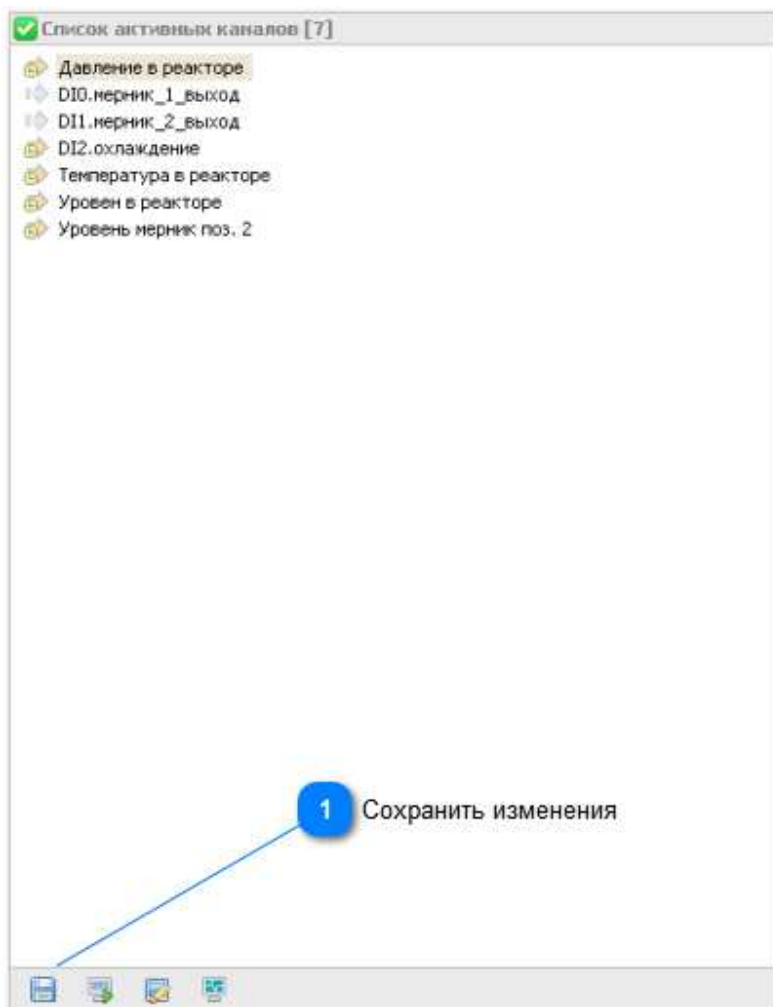 Список активных каналов [7]
Давление в реакторе
DI0.мерник_1_выход
DI1.мерник_2_выход
DI2.охлаждение
Температура в реакторе
Уровен в реакторе
Уровень мерник поз. 2
1 Сохранить изменения